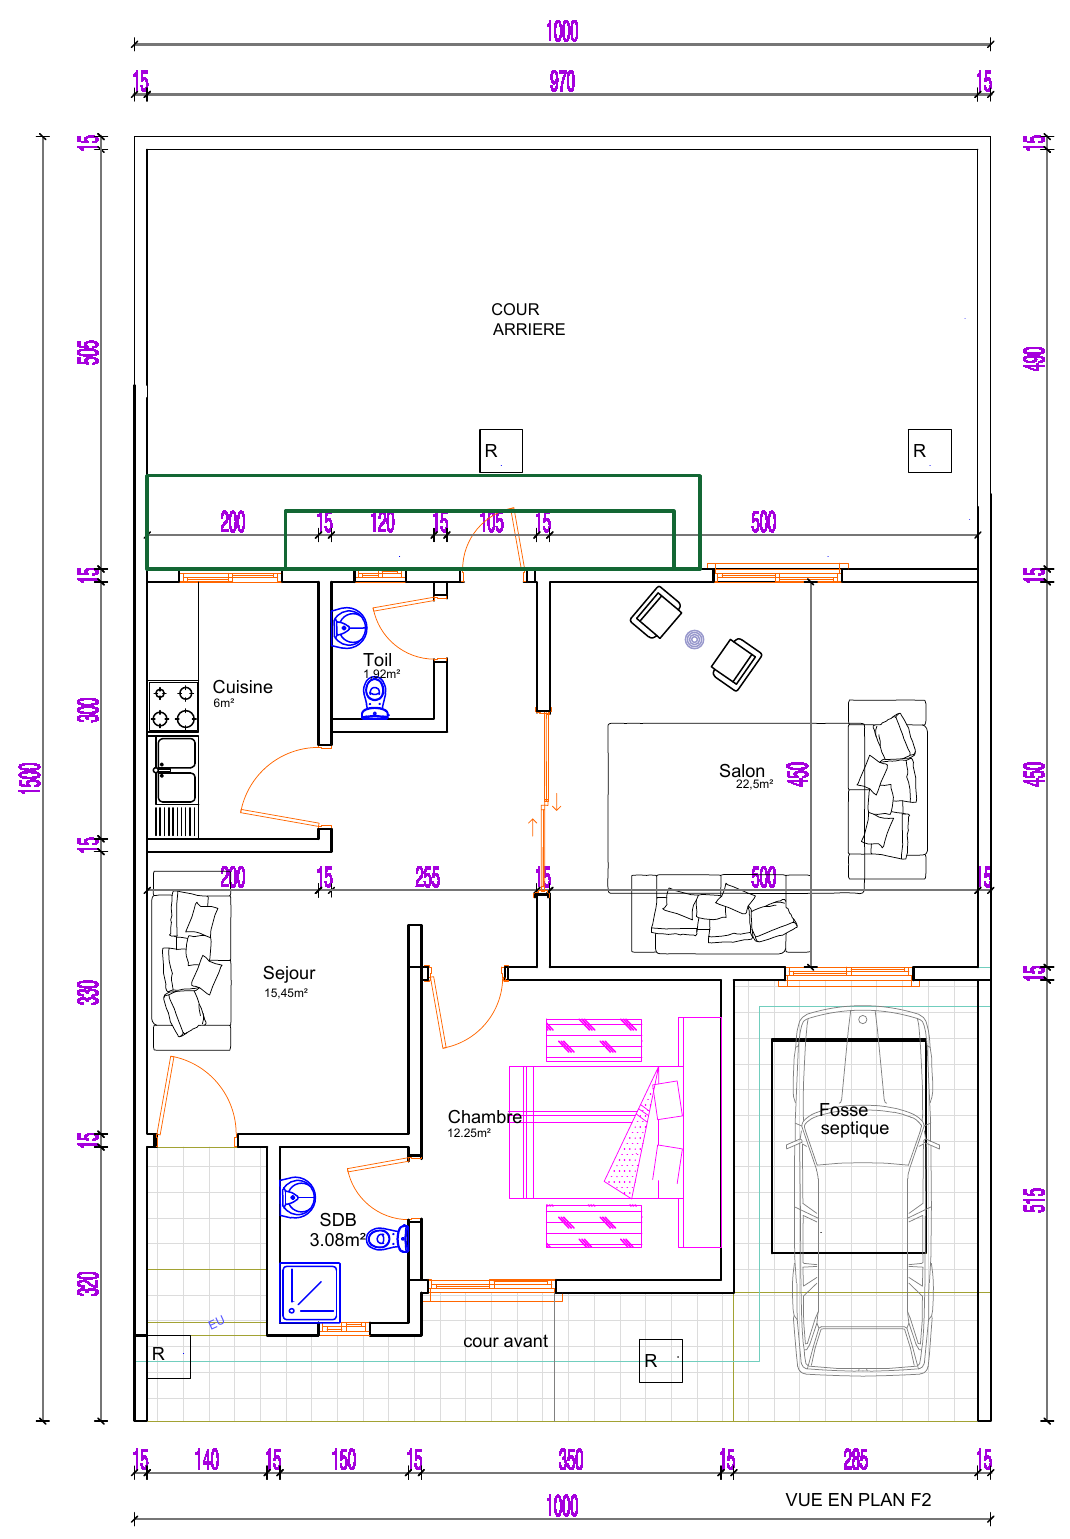 1000
15 970 15
15 15
COUR
ARRIERE
505 490
R R
200 15 120 15 105 15 500
15 15
Toil
1.92m²
Cuisine
6m²
300
Salon
22,5m²
450 450
1500
15
200 15 255 15 500 15
Sejour
15,45m²
330 15
Chambre
12.25m²
Fosse
septique
15
SDB
3.08m²
515
320
EU
cour avant
R R
15 140 15 150 15 350 15 285 15
VUE EN PLAN F2
1000